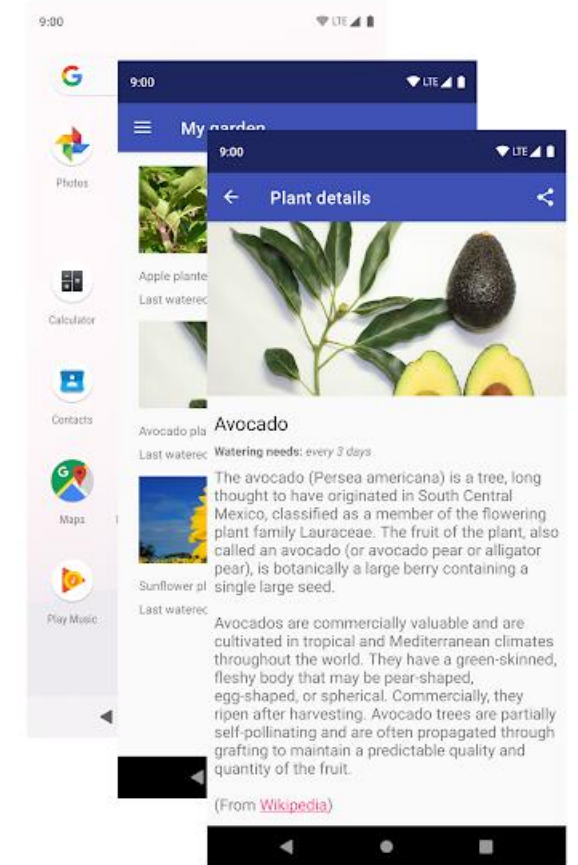 9:00
LTE
Photos
Calculator
Contacts
Maps
Play Music
9:00
LTE
My garden
Apple plante
Last watered
Avocado pla
Last watered
Sunflower pl
Last watered
9:00
LTE
Plant details
Avocado
Watering needs: every 3 days
The avocado (Persea americana) is a tree, long
thought to have originated in South Central
Mexico, classified as a member of the flowering
plant family Lauraceae. The fruit of the plant, also
called an avocado (or avocado pear or alligator
pear), is botanically a large berry containing a
single large seed.
Avocados are commercially valuable and are
cultivated in tropical and Mediterranean climates
throughout the world. They have a green-skinned,
fleshy body that may be pear-shaped,
egg-shaped, or spherical. Commercially, they
ripen after harvesting. Avocado trees are partially
self-pollinating and are often propagated through
grafting to maintain a predictable quality and
quantity of the fruit.
(From Wikipedia)